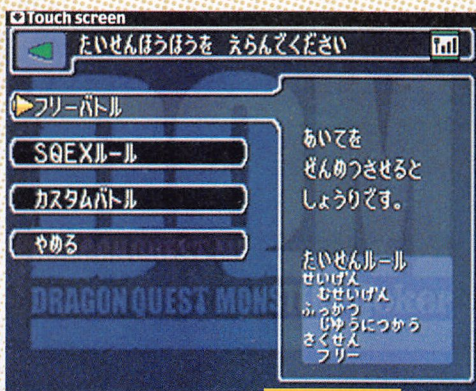 Touch screen
たいせんほうほうを えらんでください
フリーバトル
SQEXルール
カスタムバトル
やめる
あいてを
ぜんめつさせると
しょうりです。
たいせんルール
せいげん
むせいげん
ふっかつ
じゆうにつかう
さくせん
フリー
DQM
DRAGON QUEST MONSTERS Joker